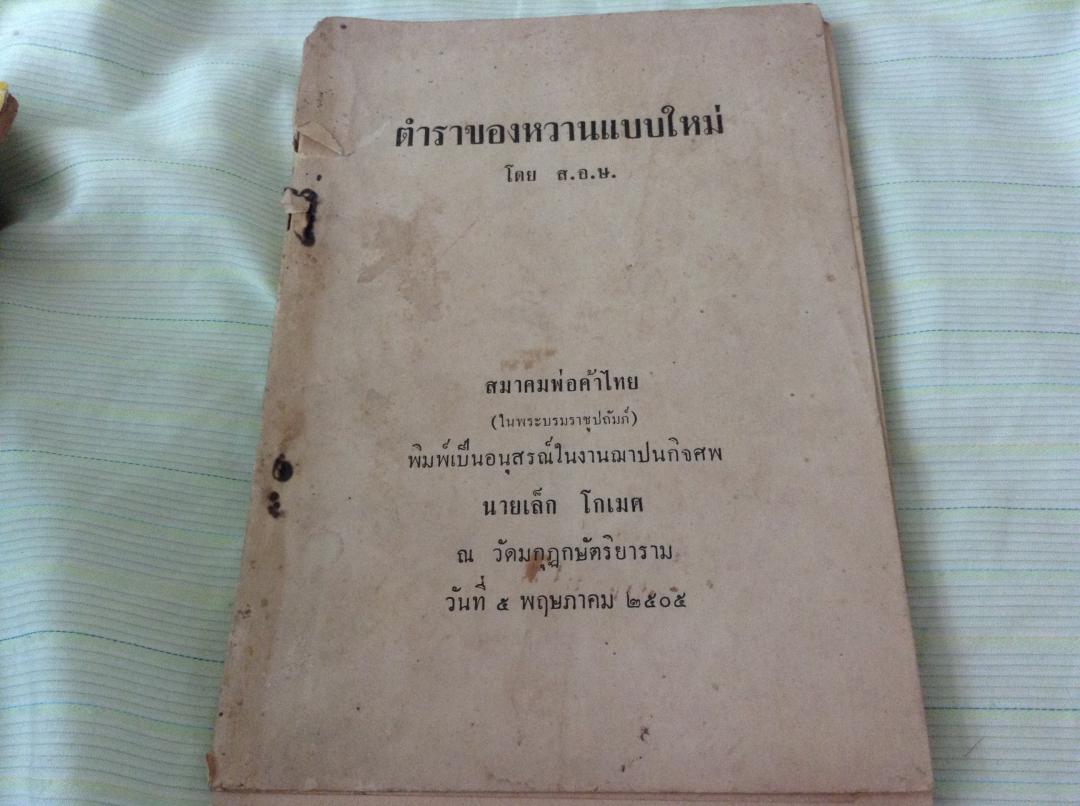 ตำราของหวานแบบใหม่
โดย ส.อ.ษ.
สมาคมพ่อค้าไทย
(ในพระบรมราชุปถัมภ์)
พิมพ์เป็นอนุสรณ์ในงานฌาปนกิจศพ
นายเล็ก โกเมศ
ณ วัดมกุฎกษัตริยาราม
วันที่ ๕ พฤษภาคม ๒๕๐๕